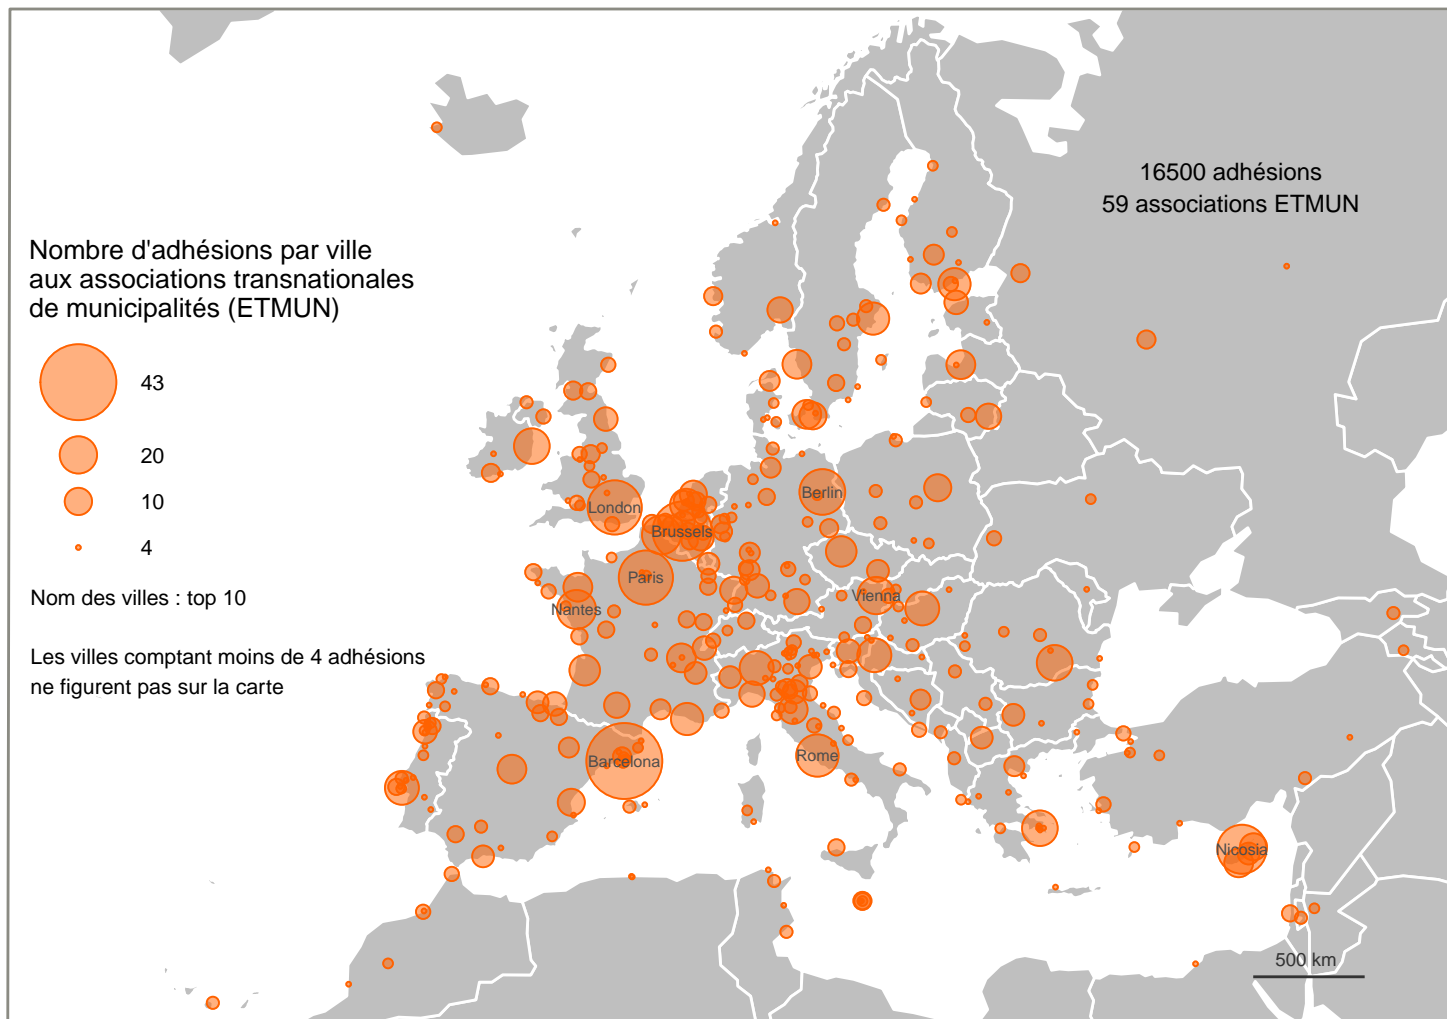 16500 adhésions
59 associations ETMUN
Nombre d'adhésions par ville
aux associations transnationales
de municipalités (ETMUN)
43
20
10
4
Nom des villes : top 10
Les villes comptant moins de 4 adhésions
ne figurent pas sur la carte
Berlin
London
Brussels
Paris
Vienna
Nantes
Rome
Barcelona
Nicosia
500 km